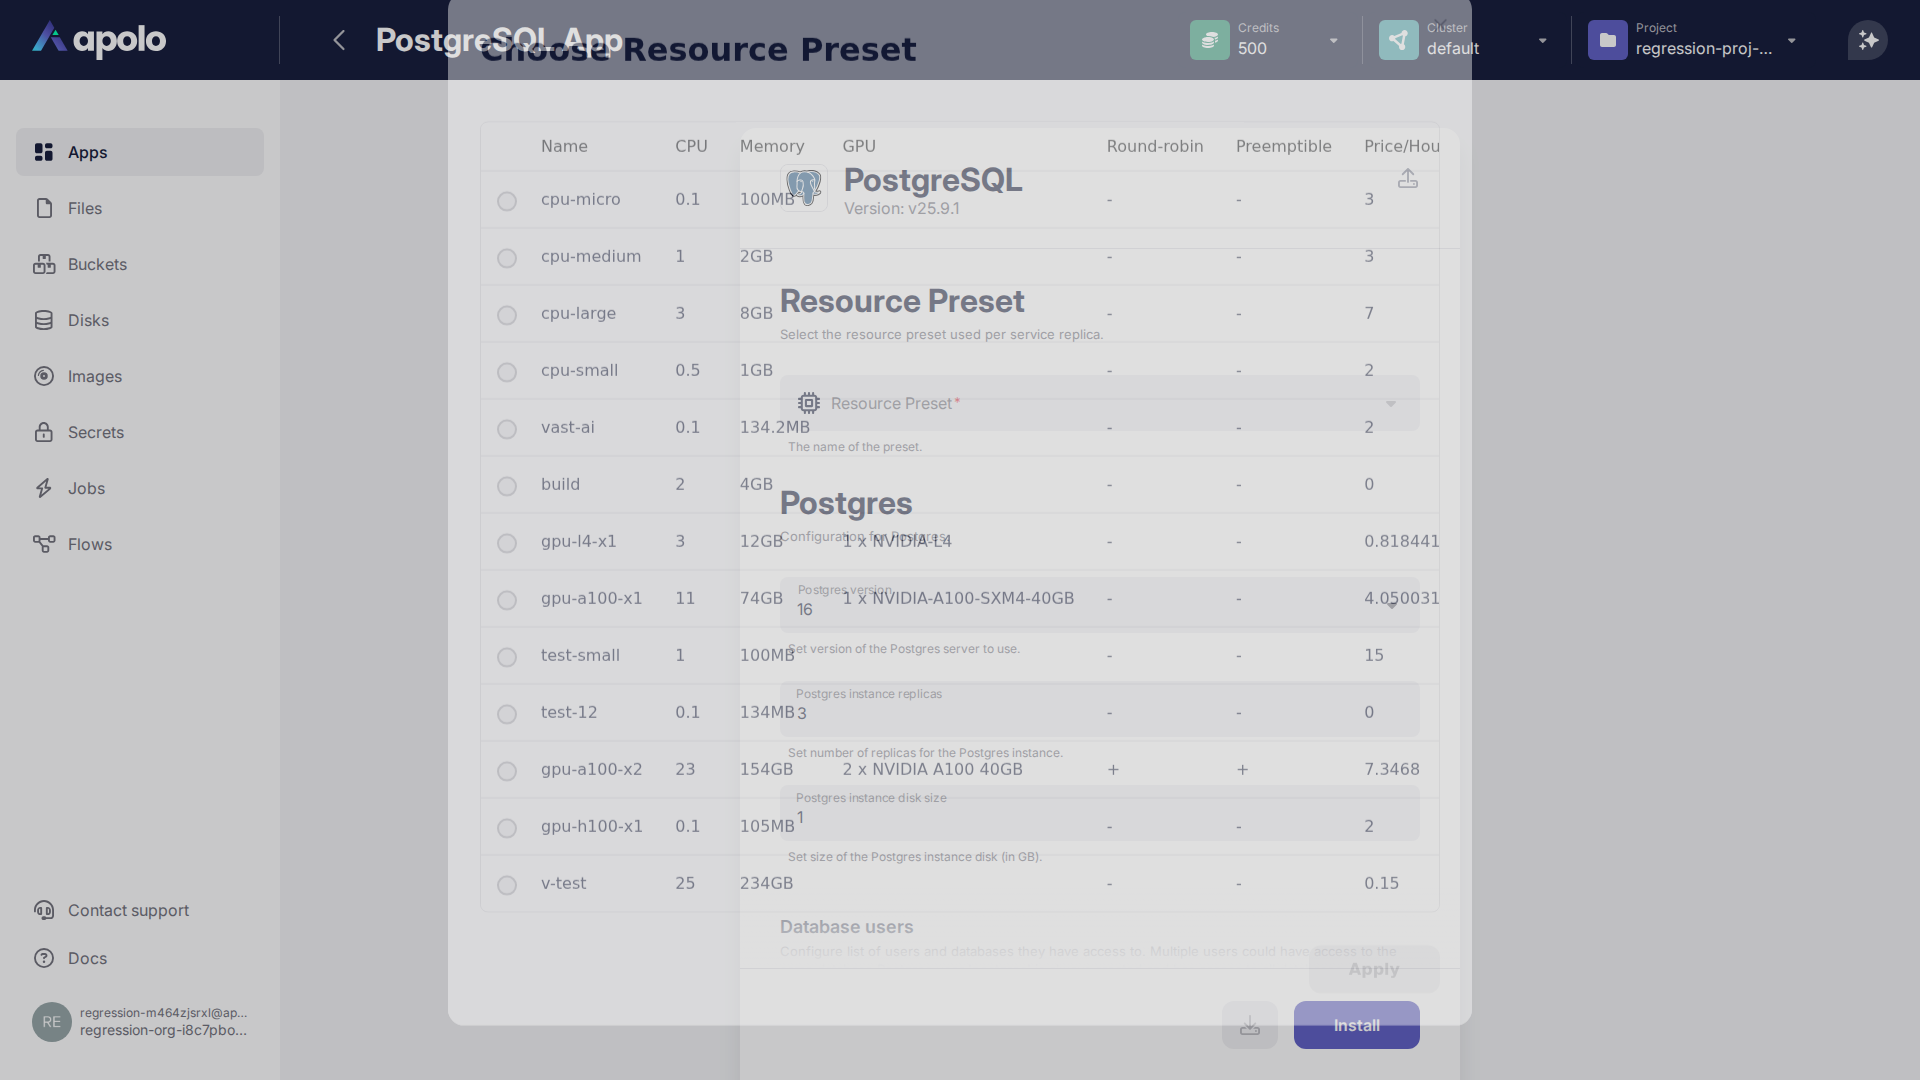 apolo
PostgreSQL App
Choose Resource Preset
Credits
500
Cluster
default
Project
regression-proj-...
Apps
Files
Buckets
Disks
Images
Secrets
Jobs
Flows
Contact support
Docs
RE
regression-m464zjsrxl@ap...
regression-org-i8c7pbo...
Name CPU Memory GPU Round-robin Preemptible Price/Hou
cpu-micro 0.1 100MB - - 3
cpu-medium 1 2GB - - 3
cpu-large 3 8GB - - 7
cpu-small 0.5 1GB - - 2
vast-ai 0.1 134.2MB - - 2
build 2 4GB - - 0
gpu-l4-x1 3 12GB 1 x NVIDIA-L4 - - 0.818441
gpu-a100-x1 11 74GB 1 x NVIDIA-A100-SXM4-40GB - - 4.050031
test-small 1 100MB - - 15
test-12 0.1 134MB - - 0
gpu-a100-x2 23 154GB 2 x NVIDIA A100 40GB + + 7.3468
gpu-h100-x1 0.1 105MB - - 2
v-test 25 234GB - - 0.15
Apply
PostgreSQL
Version: v25.9.1
Resource Preset
Select the resource preset used per service replica.
Resource Preset*
The name of the preset.
Postgres
Configuration for Postgres.
Postgres version
16
Set version of the Postgres server to use.
Postgres instance replicas
3
Set number of replicas for the Postgres instance.
Postgres instance disk size
1
Set size of the Postgres instance disk (in GB).
Database users
Configure list of users and databases they have access to. Multiple users could have access to the
Install